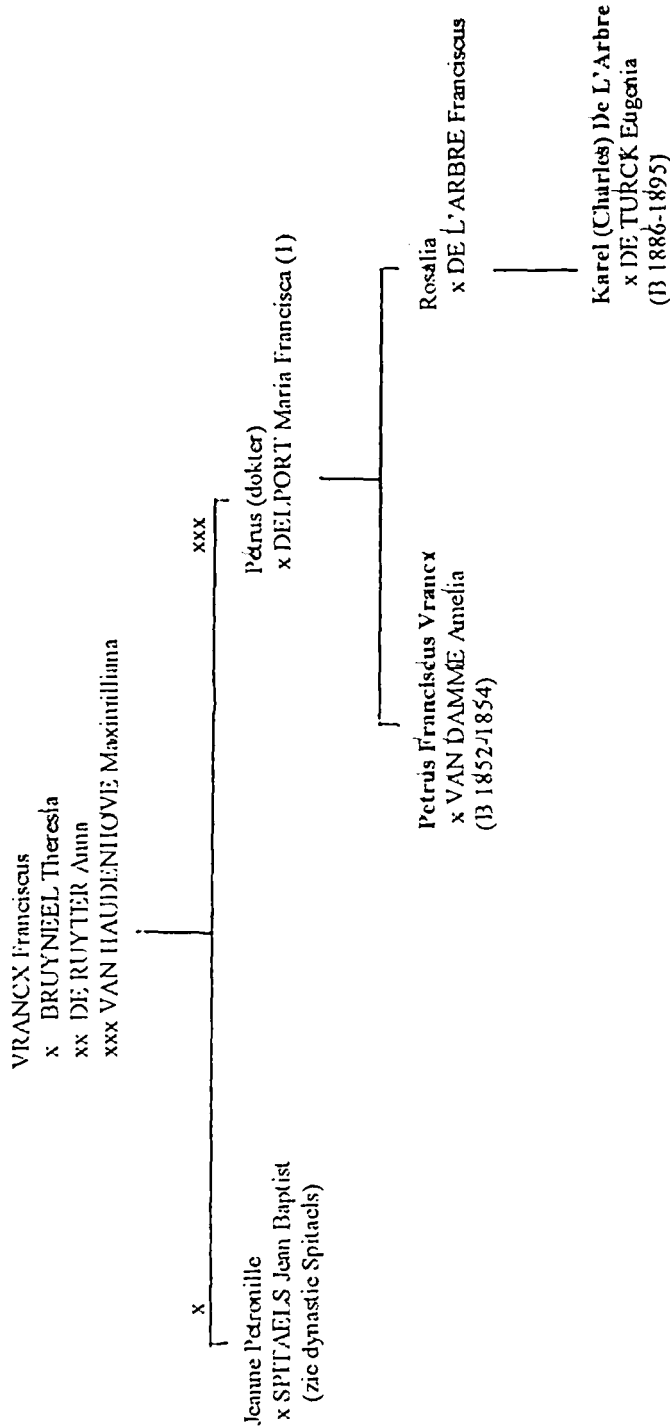 VRANCX Franciscus
x BRUYNEEL Theresia
xx DE RUYTER Anna
xxx VAN HAUDENHOVE Maximilliana
x
xxx
Jeanne Petronille
x SPITAELS Jean Baptist
(zie dynastie Spitaels)
Petrus (dokter)
x DELPORT Maria Francisca (1)
Petrus Franciscus Vrancx
x VAN DAMME Amelia
(B 1852-1854)
Rosalia
x DE L'ARBRE Franciscus
Karel (Charles) De L'Arbre
x DE TURCK Eugenia
(B 1886-1895)